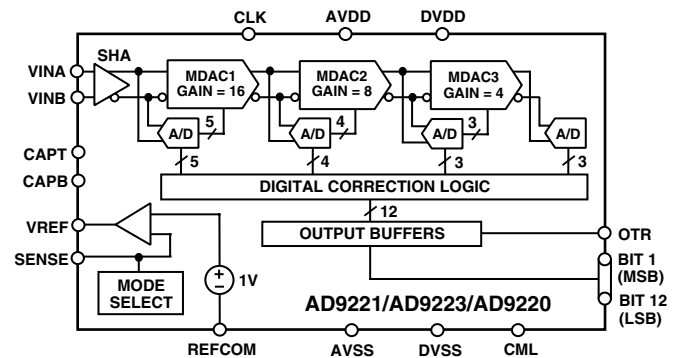 CLK AVDD DVDD
SHA
VINA
VINB
MDAC1
GAIN = 16
MDAC2
GAIN = 8
MDAC3
GAIN = 4
A/D
5
A/D
4
A/D
3
A/D
5
4
3
3
CAPT
CAPB
DIGITAL CORRECTION LOGIC
12
VREF
OUTPUT BUFFERS
OTR
SENSE
MODE
SELECT
+
–
1V
BIT 1
(MSB)
BIT 12
(LSB)
AD9221/AD9223/AD9220
REFCOM AVSS DVSS CML